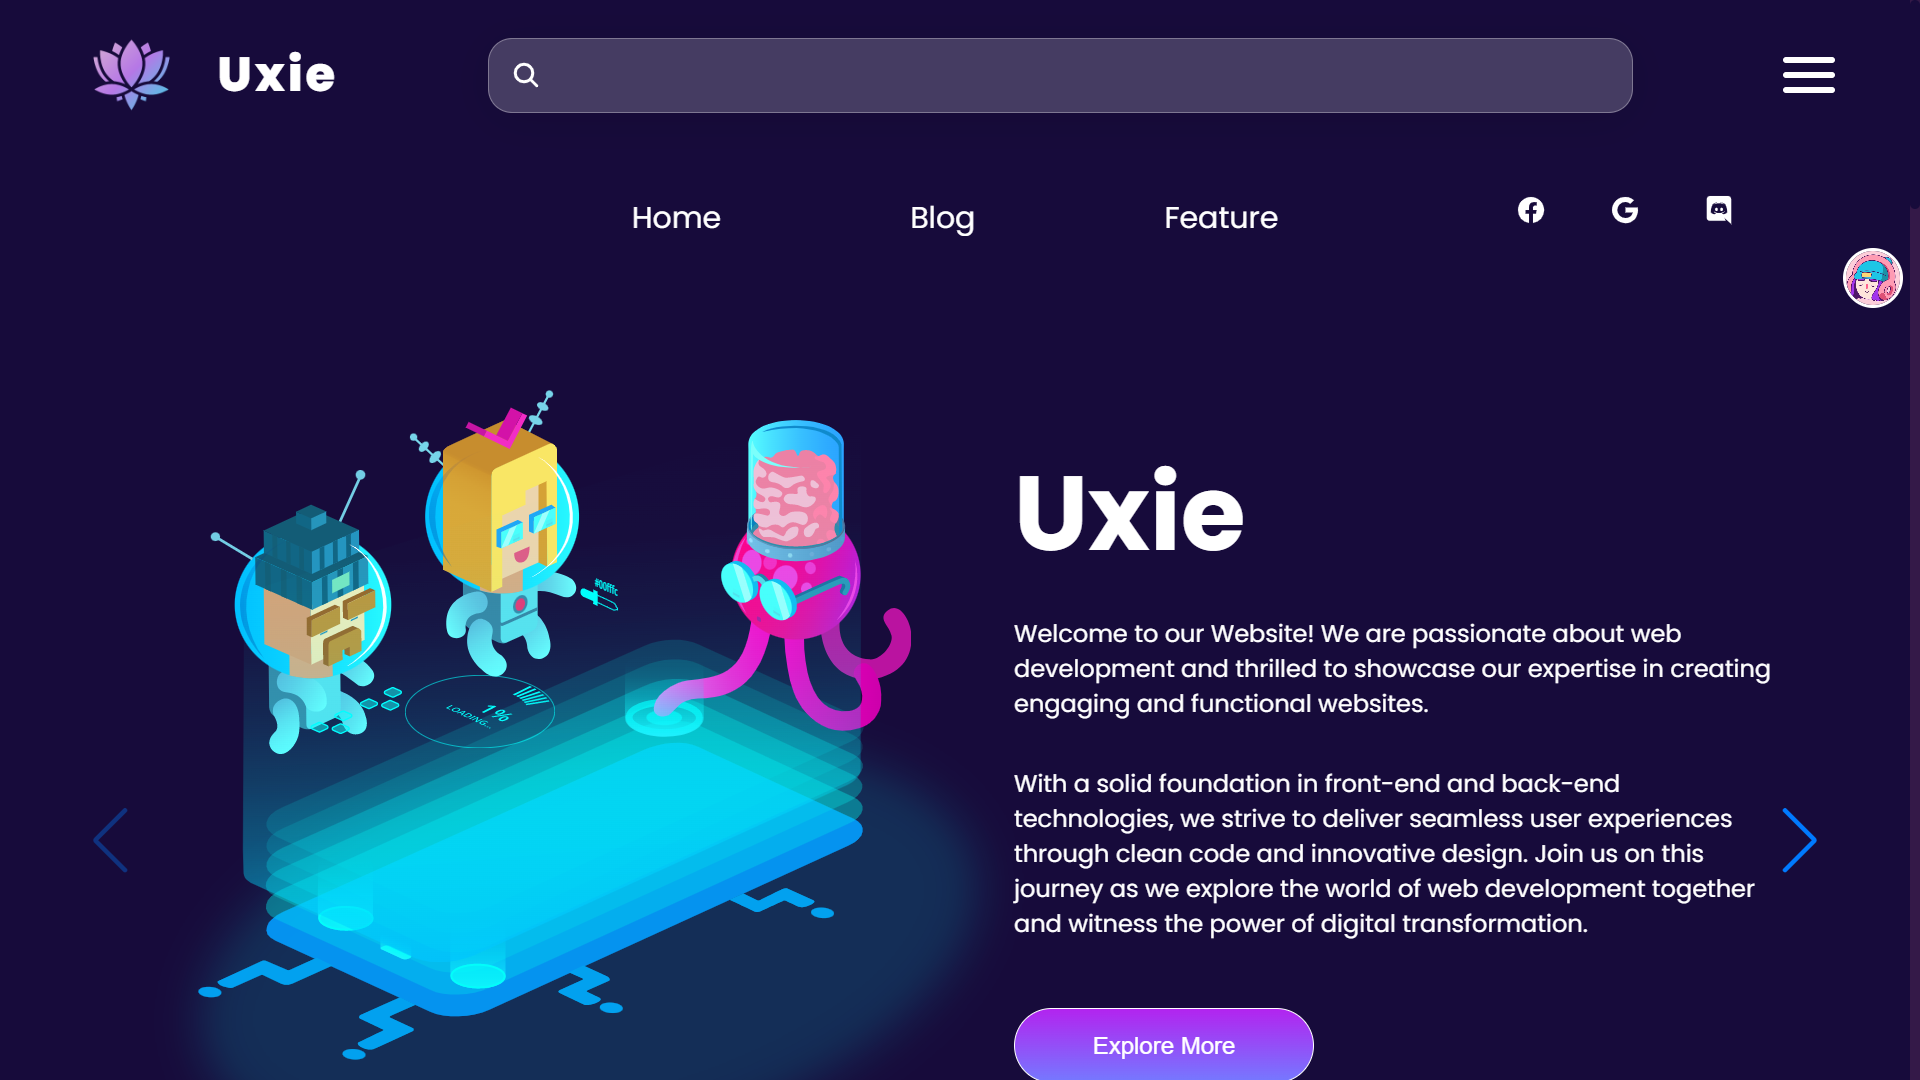 Uxie
Home
Blog
Feature
#00fffc
1%
LOADING...
Uxie
Welcome to our Website! We are passionate about web
development and thrilled to showcase our expertise in creating
engaging and functional websites.
With a solid foundation in front-end and back-end
technologies, we strive to deliver seamless user experiences
through clean code and innovative design. Join us on this
journey as we explore the world of web development together
and witness the power of digital transformation.
Explore More